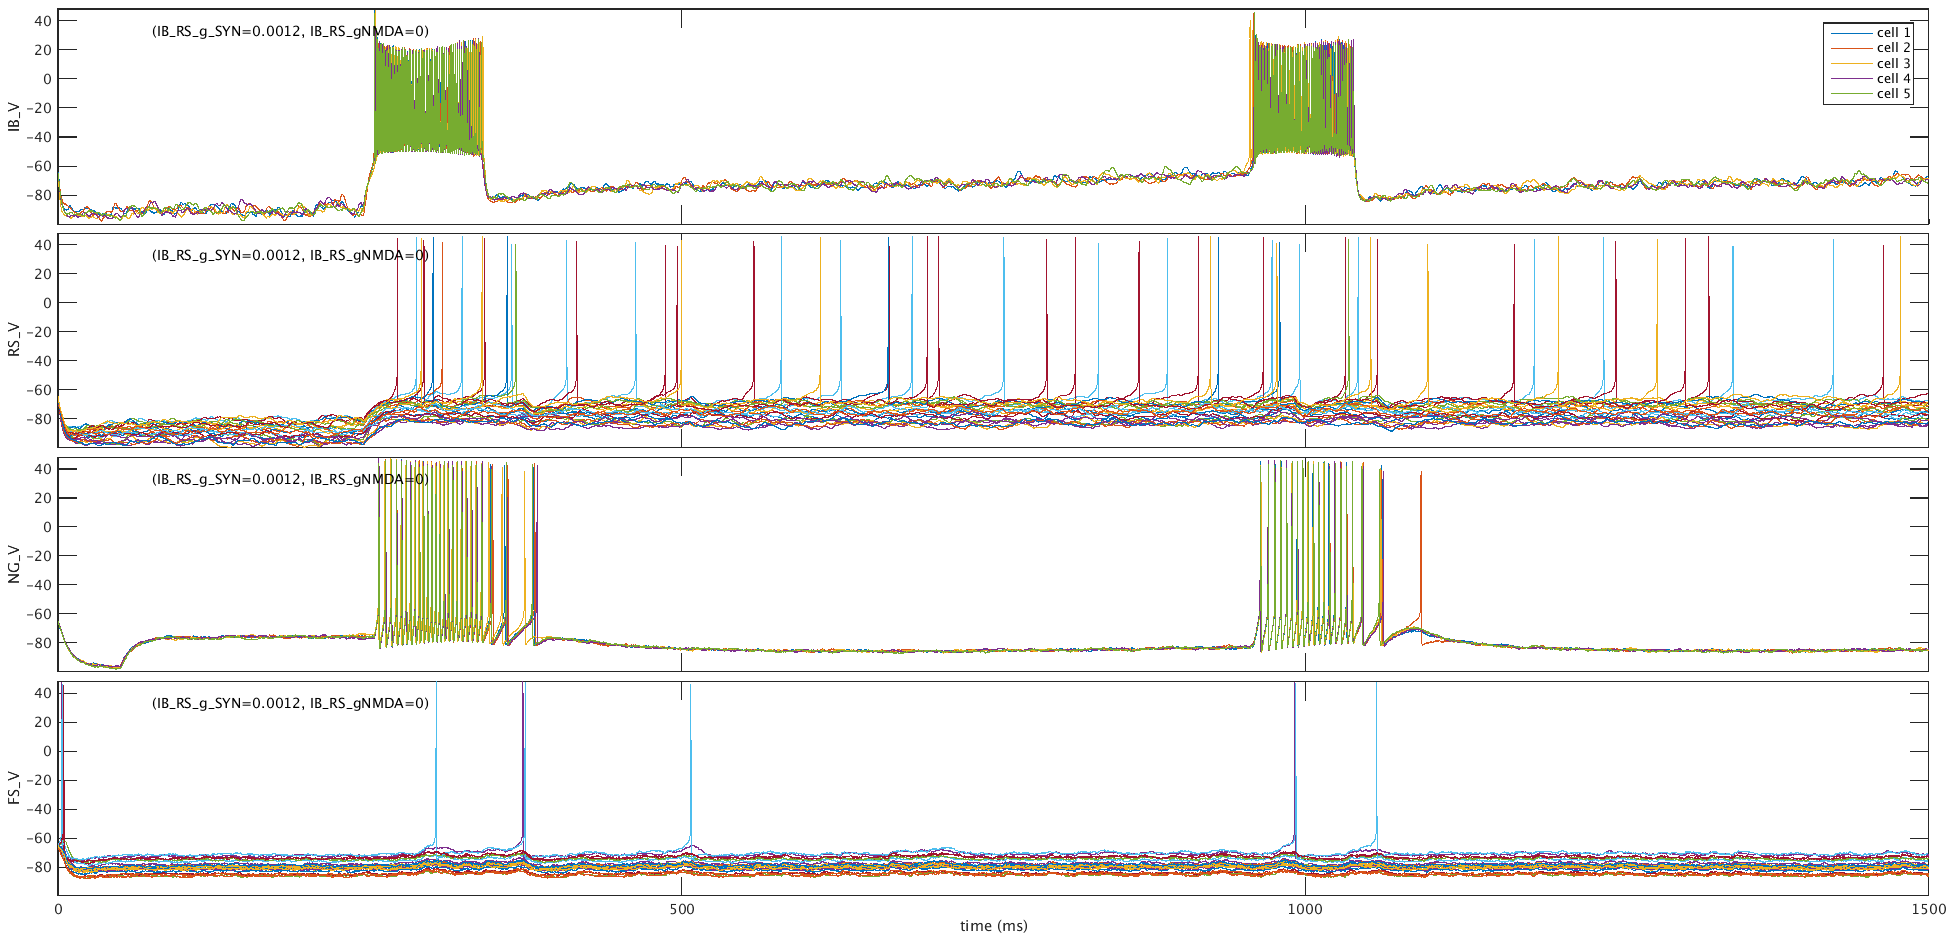 (IB_RS_g_SYN=0.0012, IB_RS_gNMDA=0)
cell 1
cell 2
cell 3
cell 4
cell 5
IB_V
40
20
0
-20
-40
-60
-80
(IB_RS_g_SYN=0.0012, IB_RS_gNMDA=0)
RS_V
40
20
0
-20
-40
-60
-80
(IB_RS_g_SYN=0.0012, IB_RS_gNMDA=0)
NG_V
40
20
0
-20
-40
-60
-80
(IB_RS_g_SYN=0.0012, IB_RS_gNMDA=0)
FS_V
40
20
0
-20
-40
-60
-80
0 500 1000 1500
time (ms)